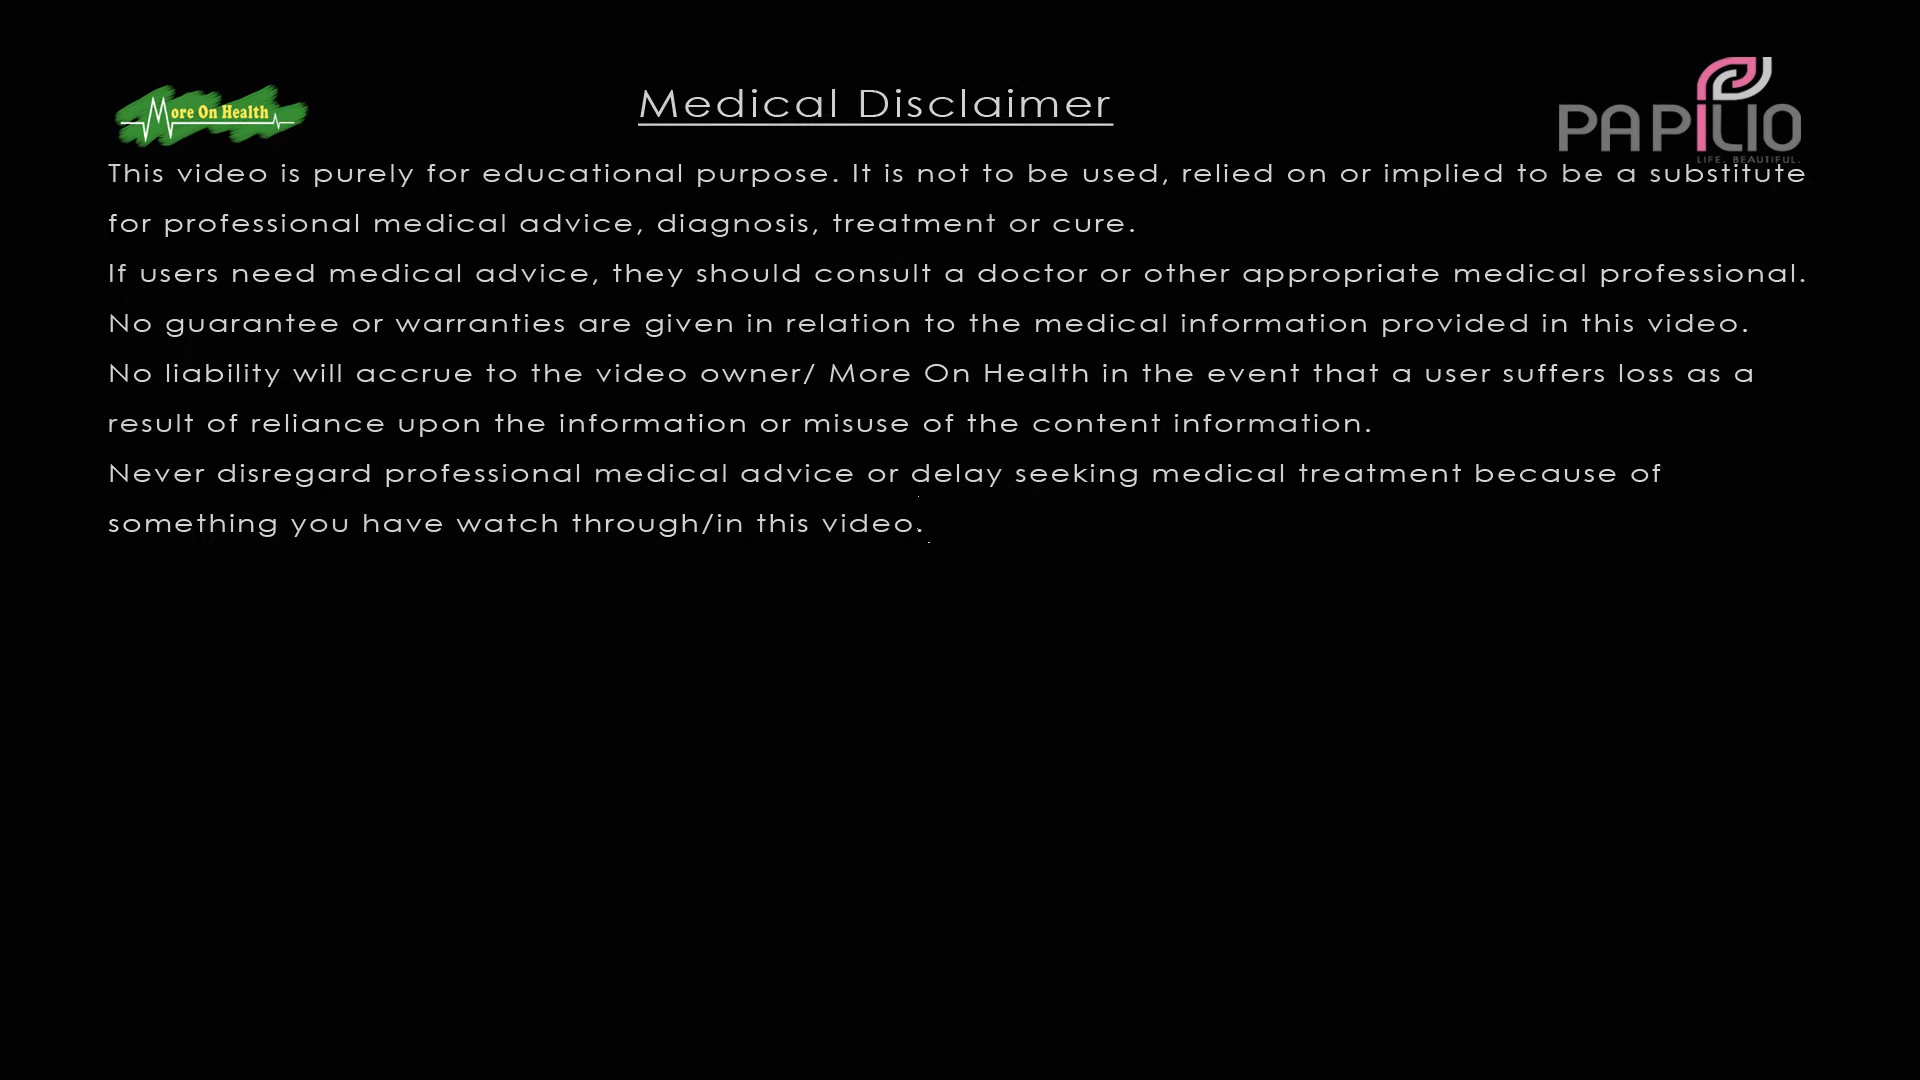 More On Health
Medical Disclaimer
PAPILIO
LIFE. BEAUTIFUL.
This video is purely for educational purpose. It is not to be used, relied on or implied to be a substitute
for professional medical advice, diagnosis, treatment or cure.
If users need medical advice, they should consult a doctor or other appropriate medical professional.
No guarantee or warranties are given in relation to the medical information provided in this video.
No liability will accrue to the video owner/ More On Health in the event that a user suffers loss as a
result of reliance upon the information or misuse of the content information.
Never disregard professional medical advice or delay seeking medical treatment because of
something you have watch through/in this video.